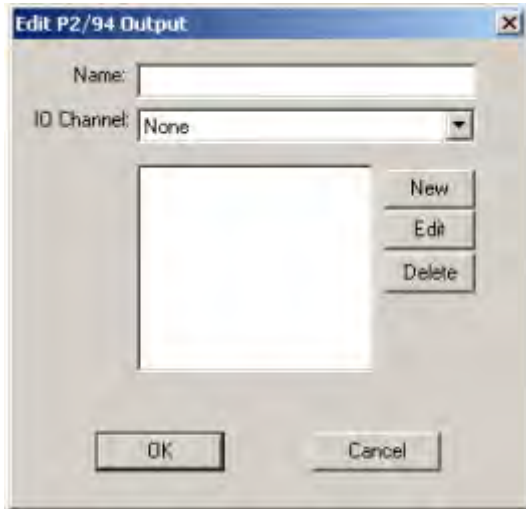 Edit P2/94 Output
Name:
IO Channel: None
New
Edit
Delete
OK Cancel